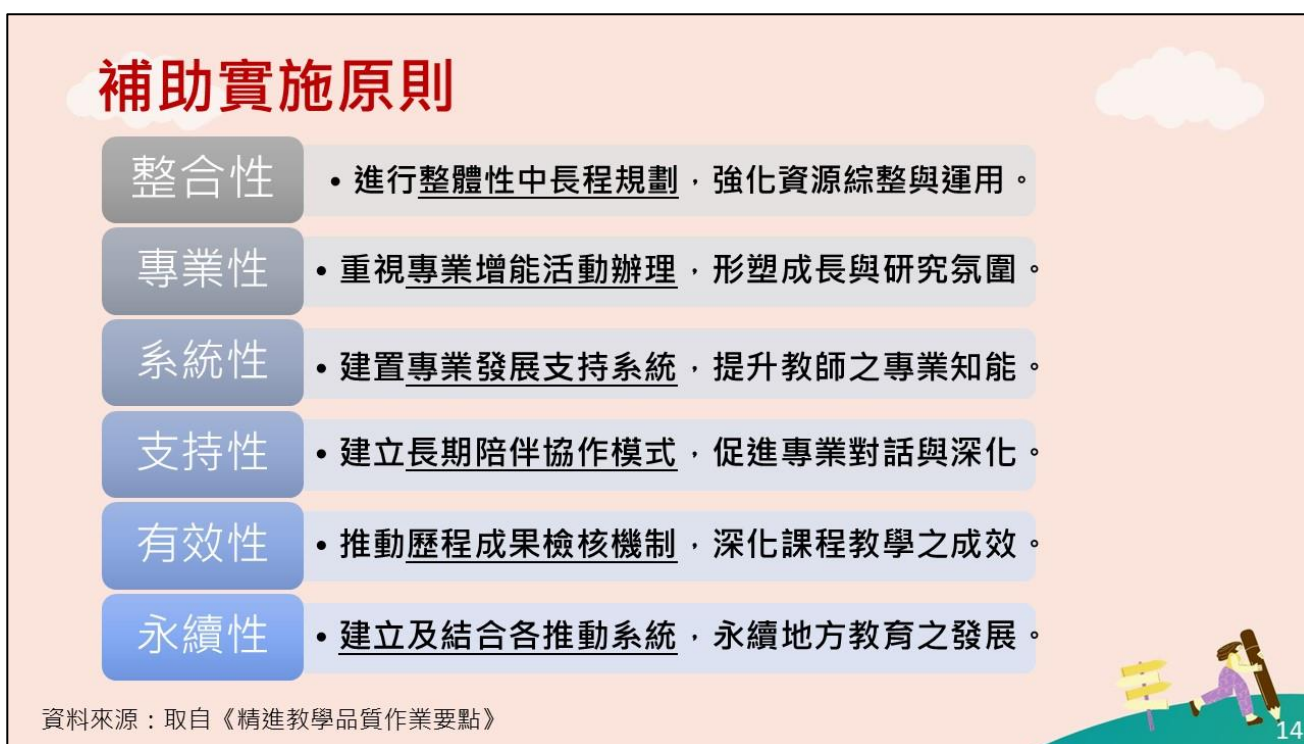 補助實施原則
整合性
•進行整體性中長程規劃，強化資源綜整與運用。
專業性
•重視專業增能活動辦理，形塑成長與研究氛圍。
系統性
•建置專業發展支持系統，提升教師之專業知能。
支持性
•建立長期陪伴協作模式，促進專業對話與深化。
有效性
•推動歷程成果檢核機制，深化課程教學之成效。
永續性
•建立及結合各推動系統，永續地方教育之發展。
資料來源：取自《精進教學品質作業要點》
14